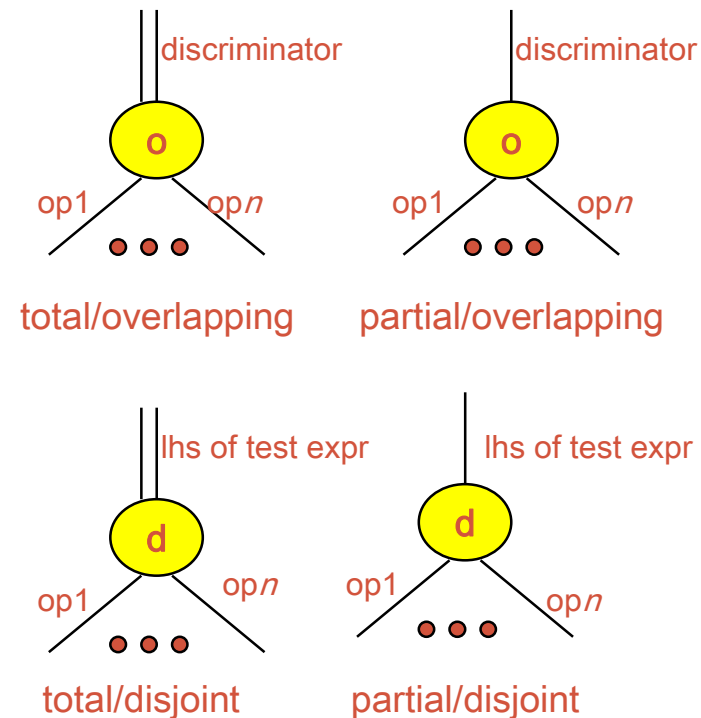 discriminator
discriminator
o
o
op1
opn
op1
opn
total/overlapping
partial/overlapping
lhs of test expr
lhs of test expr
d
d
op1
opn
op1
opn
total/disjoint
partial/disjoint